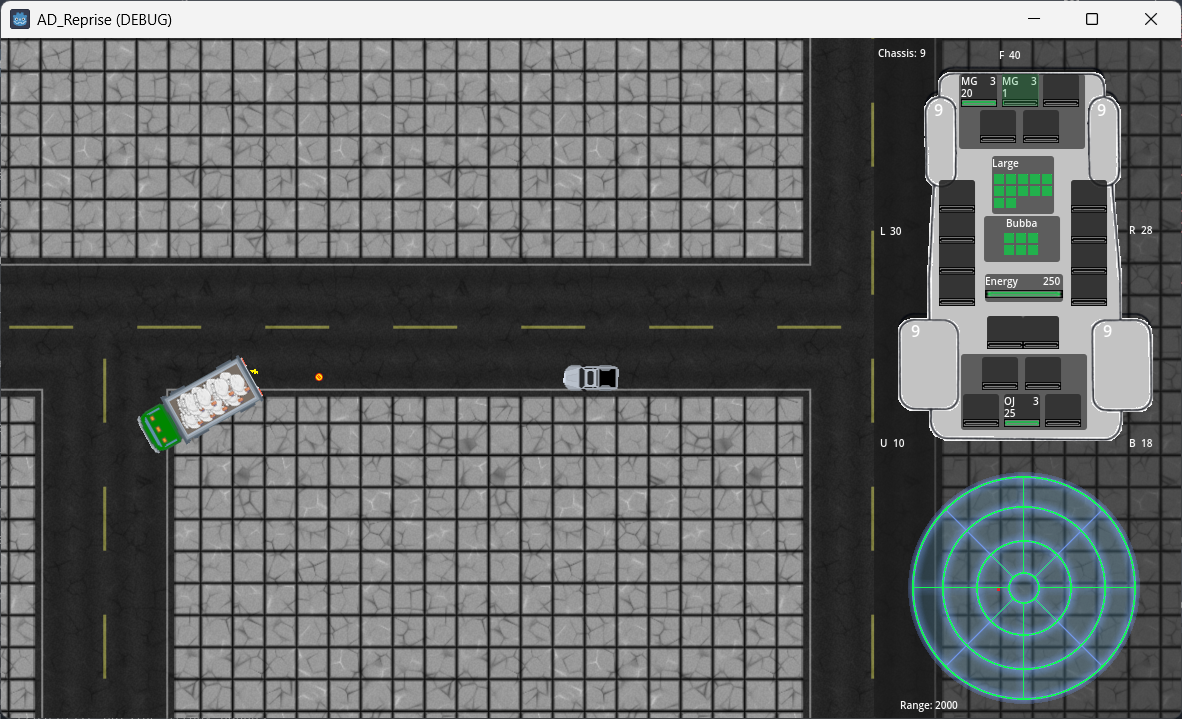 AD_Reprise (DEBUG)
Chassis: 9
F 40
MG 3
20
MG 3
1
9
9
Large
Bubba
L 30
R 28
Energy 250
9
9
OJ 3
25
U 10
B 18
Range: 2000